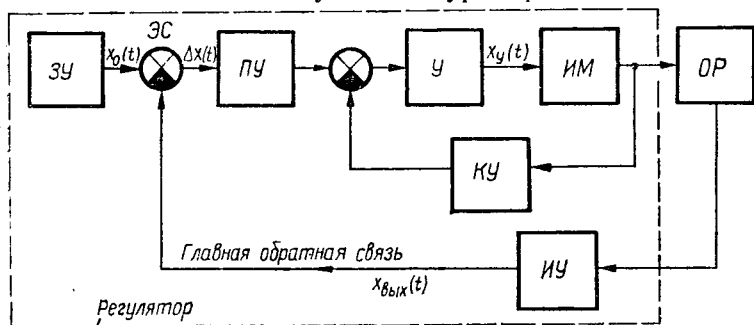 ЭС
ЗУ
x₀(t)
Δx(t)
ПУ
У
xу(t)
ИМ
ОР
КУ
Главная обратная связь
ИУ
xвых(t)
Регулятор